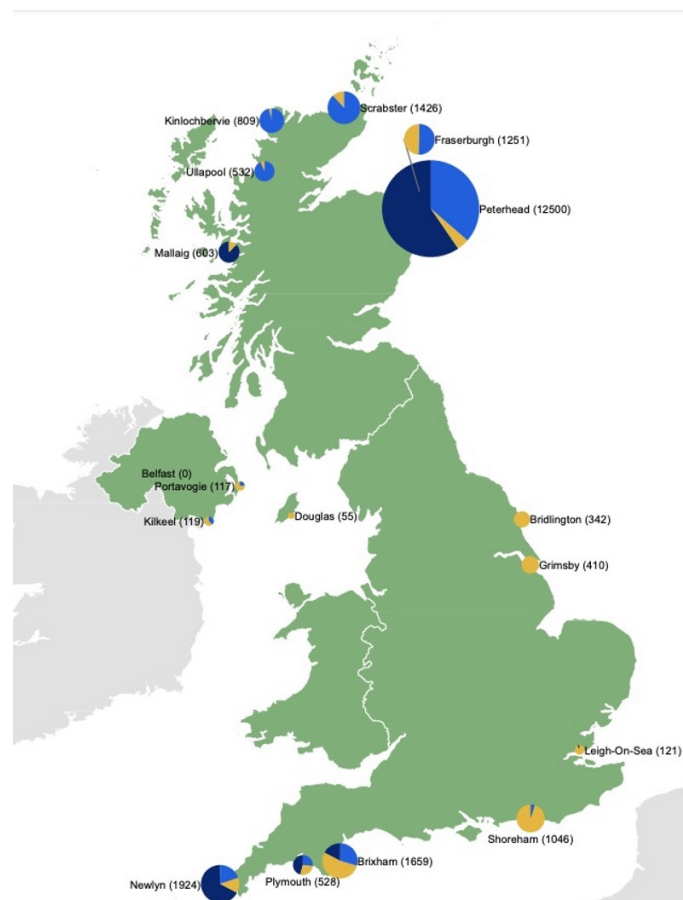 Scrabster (1426)
Kinlochbervie (809)
Fraserburgh (1251)
Ullapool (532)
Peterhead (12500)
Mallaig (603)
Belfast (0)
Portavogie (117)
Kilkeel (119)
Douglas (55)
Bridlington (342)
Grimsby (410)
Leigh-On-Sea (121)
Shoreham (1046)
Brixham (1659)
Plymouth (528)
Newlyn (1924)